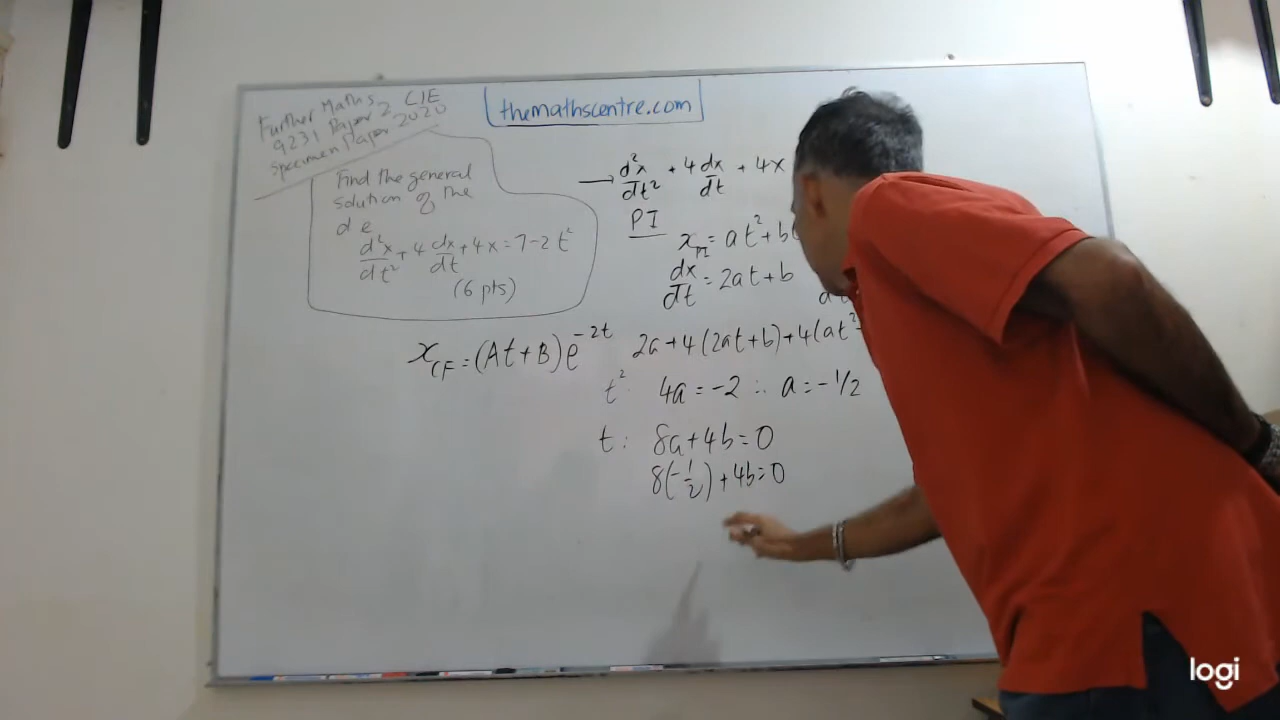 Further Maths CIE
9231 Paper 2
Specimen Paper 2020
themathscentre.com
Find the general
solution of the
d e
d²x/dt² + 4 dx/dt + 4x = 7 - 2t²
(6 pts)
→ d²x/dt² + 4 dx/dt + 4x
PI
x_PI = at² + b
dx/dt = 2at + b
x_CF = (At + B)e^-2t
2a + 4(2at + b) + 4(at²
t² 4a = -2 ∴ a = -1/2
t: 8a + 4b = 0
8(-1/2) + 4b = 0
logi